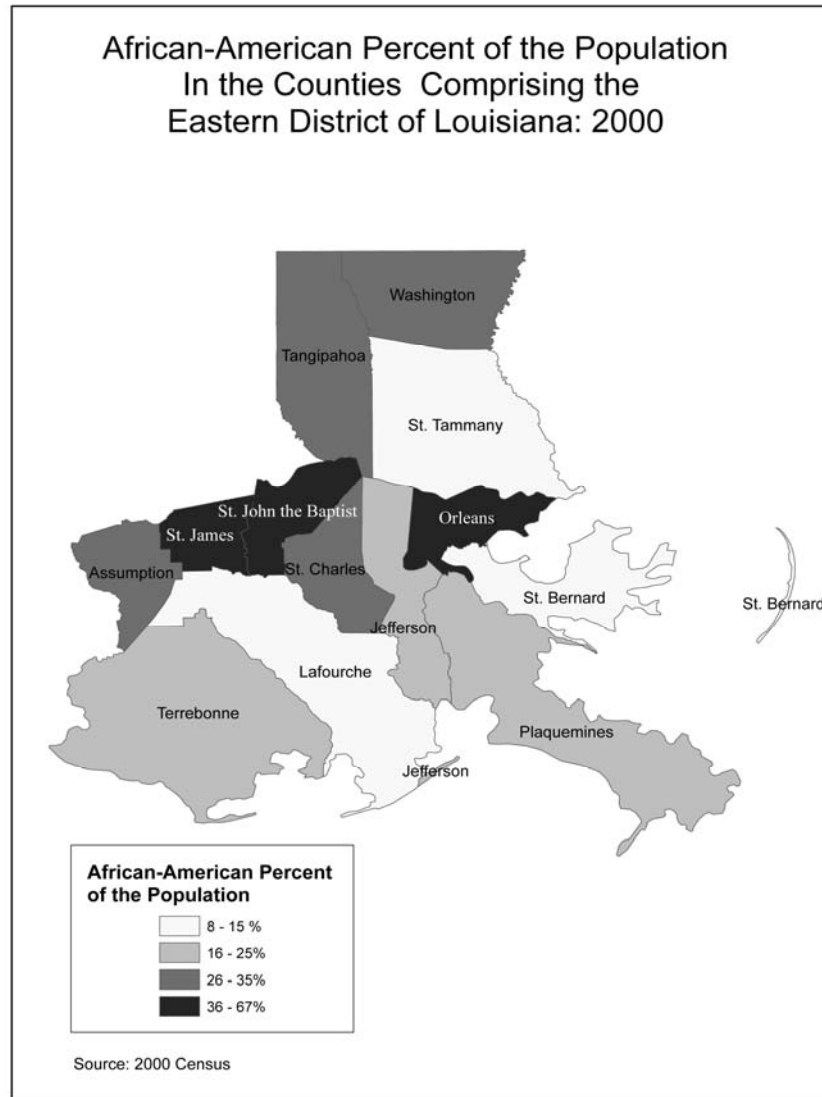 African-American Percent of the Population
In the Counties Comprising the
Eastern District of Louisiana: 2000
Washington
Tangipahoa
St. Tammany
St. John the Baptist
Orleans
St. James
Assumption
St. Charles
St. Bernard
St. Bernard
Jefferson
Lafourche
Terrebonne
Plaquemines
Jefferson
African-American Percent
of the Population
8 - 15 %
16 - 25%
26 - 35%
36 - 67%
Source: 2000 Census